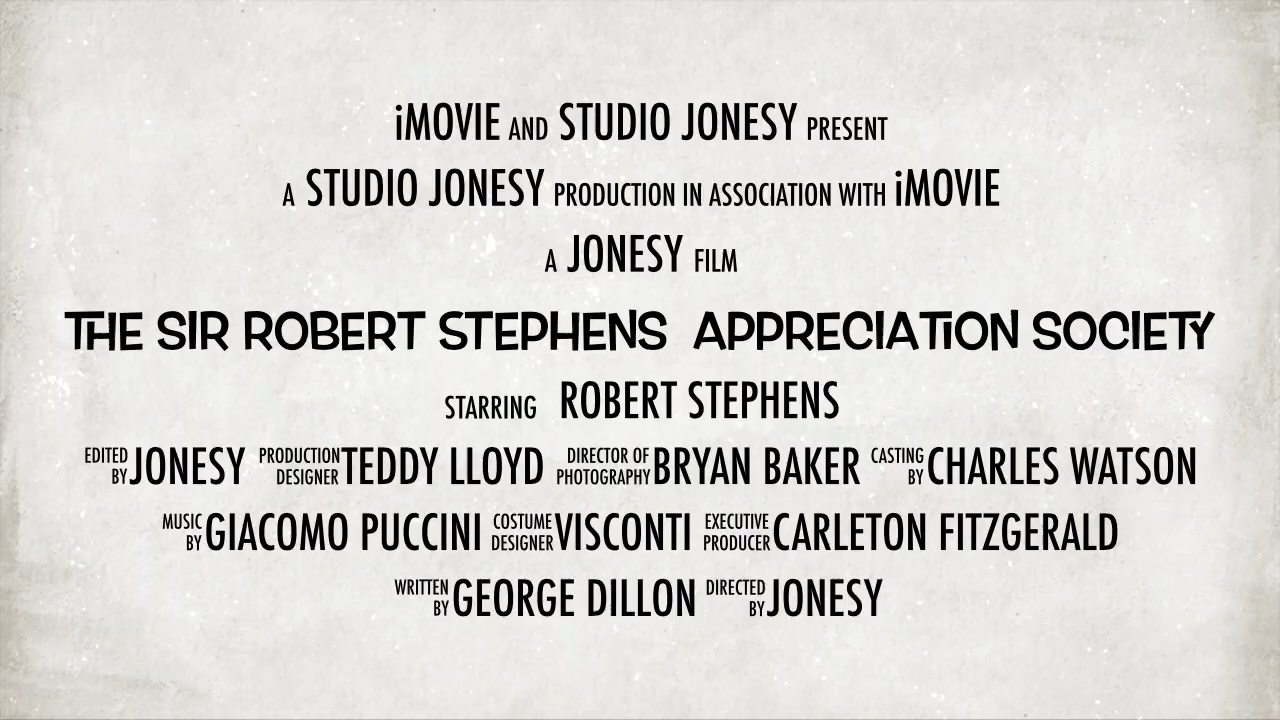 iMOVIE AND STUDIO JONESY PRESENT
A STUDIO JONESY PRODUCTION IN ASSOCIATION WITH iMOVIE
A JONESY FILM
THE SIR ROBERT STEPHENS APPRECIATION SOCIETY
STARRING ROBERT STEPHENS
EDITED BY JONESY PRODUCTION DESIGNER TEDDY LLOYD DIRECTOR OF PHOTOGRAPHY BRYAN BAKER CASTING BY CHARLES WATSON
MUSIC BY GIACOMO PUCCINI COSTUME DESIGNER VISCONTI EXECUTIVE PRODUCER CARLETON FITZGERALD
WRITTEN BY GEORGE DILLON DIRECTED BY JONESY